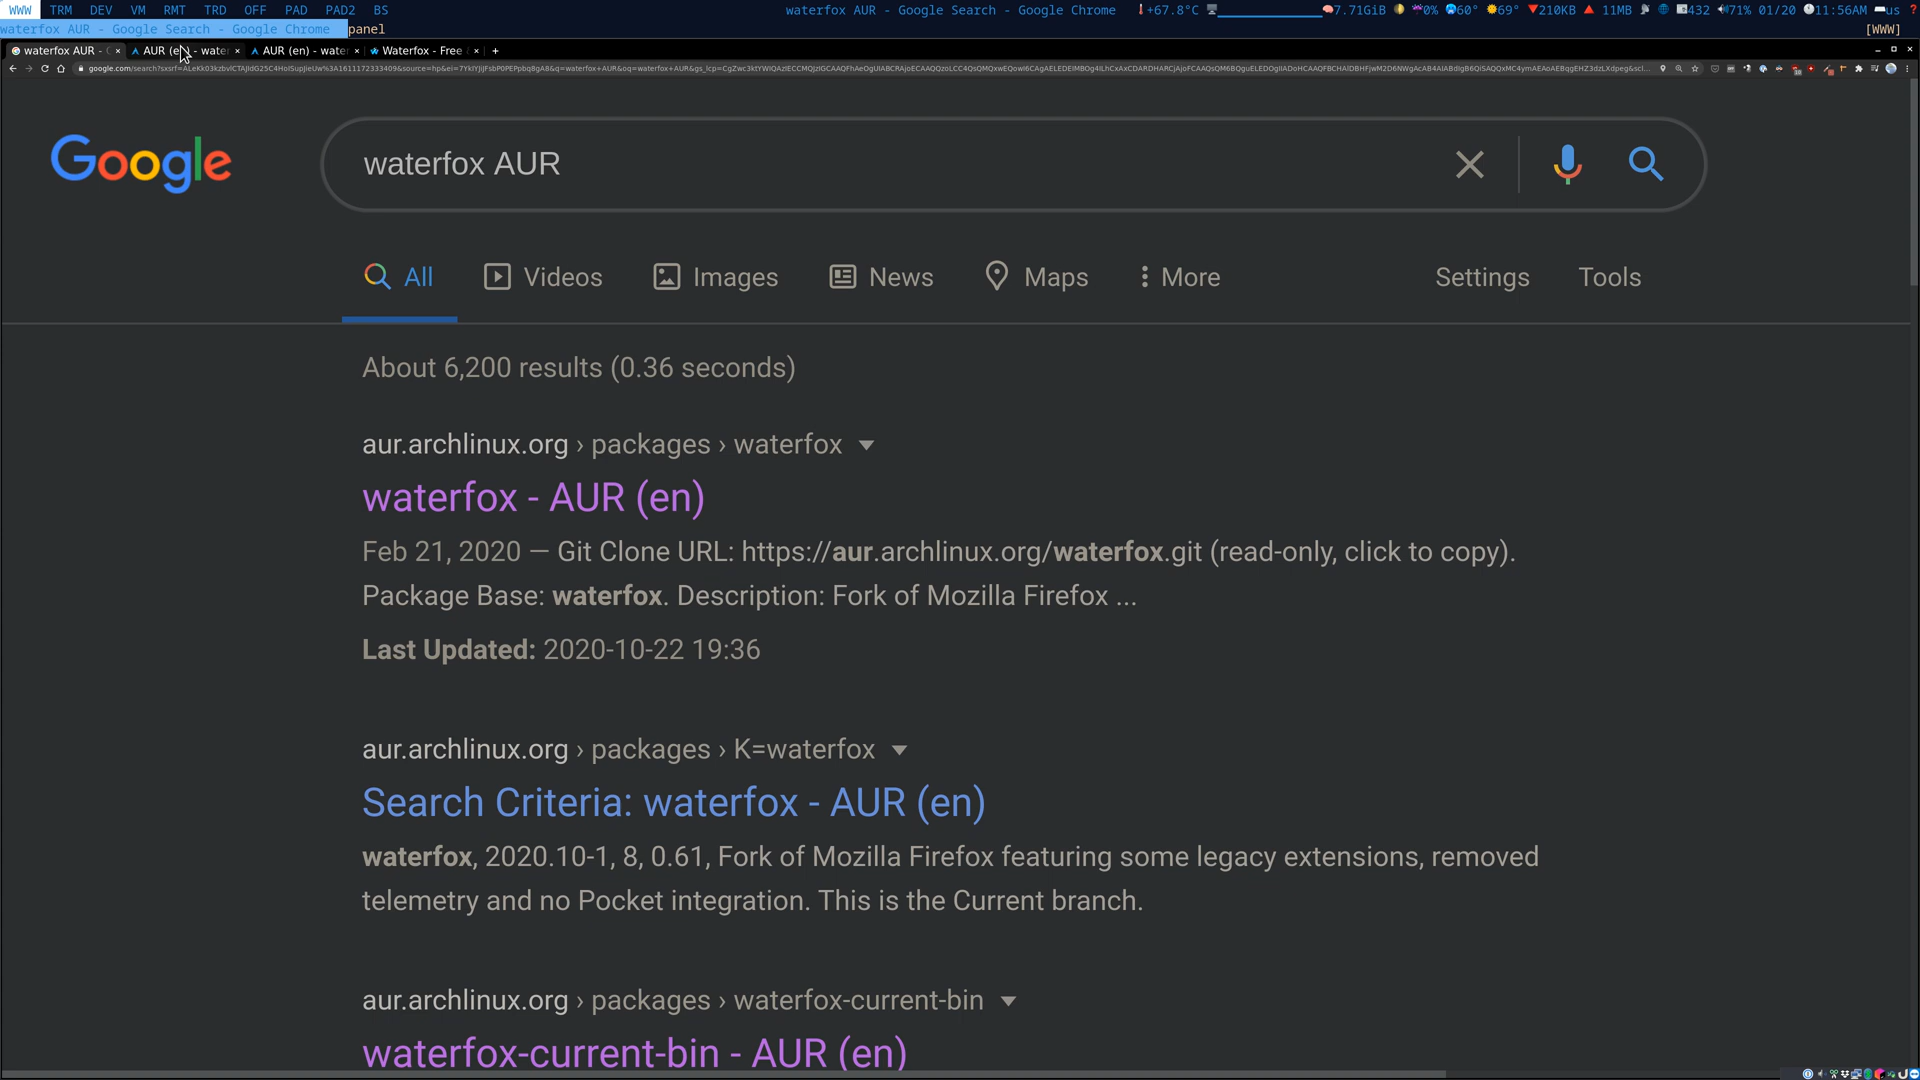 WWW TRM DEV VM RMT TRD OFF PAD PAD2 BS waterfox AUR - Google Search - Google Chrome +67.8°C 7.71GiB 0% 60° 69° ▼210KB ▲ 11MB 432 71% 01/20 11:56AM us ?
waterfox AUR - Google Search - Google Chrome panel [WWW]
waterfox AUR - G × AUR (en) - water × AUR (en) - water × Waterfox - Free × +
Google waterfox AUR
All Videos Images News Maps More Settings Tools
About 6,200 results (0.36 seconds)
aur.archlinux.org › packages › waterfox
waterfox - AUR (en)
Feb 21, 2020 — Git Clone URL: https://aur.archlinux.org/waterfox.git (read-only, click to copy).
Package Base: waterfox. Description: Fork of Mozilla Firefox ...
Last Updated: 2020-10-22 19:36
aur.archlinux.org › packages › K=waterfox
Search Criteria: waterfox - AUR (en)
waterfox, 2020.10-1, 8, 0.61, Fork of Mozilla Firefox featuring some legacy extensions, removed
telemetry and no Pocket integration. This is the Current branch.
aur.archlinux.org › packages › waterfox-current-bin
waterfox-current-bin - AUR (en)